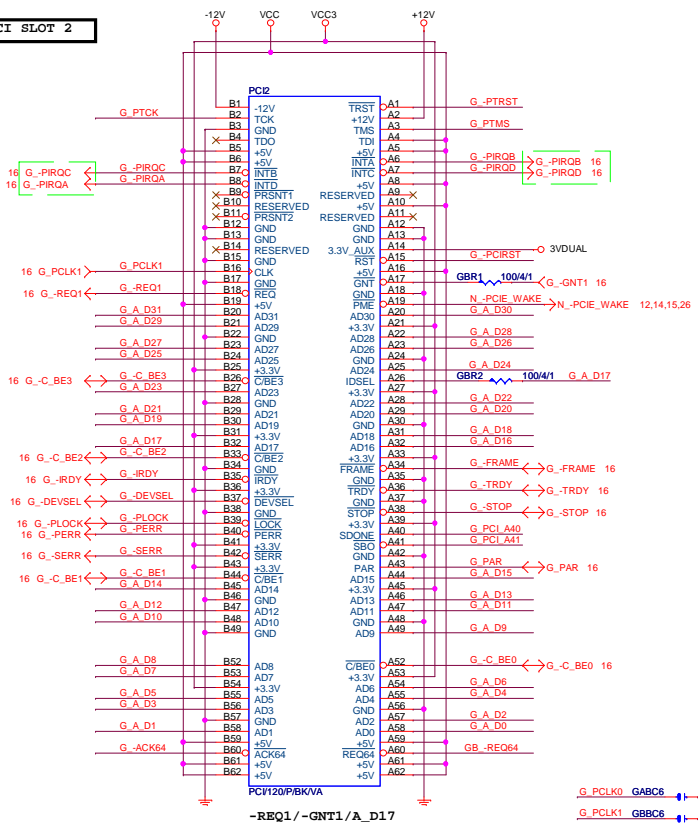 CI SLOT 2
-12V VCC VCC3 +12V
PCI2
G_PTCK B1 -12V TRST A1 G_-PTRST
B2 TCK +12V A2
B3 GND TMS A3 G_PTMS
B4 TDO TDI A4
B5 +5V +5V A5
B6 +5V INTA A6 G_-PIRQB G_-PIRQB 16
16 G_-PIRQC G_-PIRQC B7 INTB INTC A7 G_-PIRQD G_-PIRQD 16
16 G_-PIRQA G_-PIRQA B8 INTD +5V A8
B9 PRSNT1 RESERVED A9
B10 RESERVED +5V A10
B11 PRSNT2 RESERVED A11
B12 GND GND A12
B13 GND GND A13
B14 RESERVED 3.3V_AUX A14 3VDUAL
B15 GND RST A15 G_-PCIRST
16 G_PCLK1 G_PCLK1 B16 CLK +5V A16
B17 GND GNT A17 GBR1 100/4/1 G_-GNT1 16
16 G_-REQ1 G_-REQ1 B18 REQ GND A18
B19 +5V PME A19 N_-PCIE_WAKE N_-PCIE_WAKE 12,14,15,26
G_A_D31 B20 AD31 AD30 A20 G_A_D30
G_A_D29 B21 AD29 +3.3V A21
B22 GND AD28 A22 G_A_D28
G_A_D27 B23 AD27 AD26 A23 G_A_D26
G_A_D25 B24 AD25 GND A24
B25 +3.3V AD24 A25 G_A_D24
16 G_-C_BE3 G_-C_BE3 B26 C/BE3 IDSEL A26 GBR2 100/4/1 G_A_D17
G_A_D23 B27 AD23 +3.3V A27
B28 GND AD22 A28 G_A_D22
G_A_D21 B29 AD21 AD20 A29 G_A_D20
G_A_D19 B30 AD19 GND A30
B31 +3.3V AD18 A31 G_A_D18
G_A_D17 B32 AD17 AD16 A32 G_A_D16
16 G_-C_BE2 G_-C_BE2 B33 C/BE2 +3.3V A33
B34 GND FRAME A34 G_-FRAME G_-FRAME 16
16 G_-IRDY G_-IRDY B35 IRDY GND A35
B36 +3.3V TRDY A36 G_-TRDY G_-TRDY 16
16 G_-DEVSEL G_-DEVSEL B37 DEVSEL GND A37
B38 GND STOP A38 G_-STOP G_-STOP 16
16 G_-PLOCK G_-PLOCK B39 LOCK +3.3V A39
16 G_-PERR G_-PERR B40 PERR SDONE A40 G_PCI_A40
B41 +3.3V SBO A41 G_PCI_A41
16 G_-SERR G_-SERR B42 SERR GND A42
B43 +3.3V PAR A43 G_PAR G_PAR 16
16 G_-C_BE1 G_-C_BE1 B44 C/BE1 AD15 A44 G_A_D15
G_A_D14 B45 AD14 +3.3V A45
B46 GND AD13 A46 G_A_D13
G_A_D12 B47 AD12 AD11 A47 G_A_D11
G_A_D10 B48 AD10 GND A48
B49 GND AD9 A49 G_A_D9
G_A_D8 B52 AD8 C/BE0 A52 G_-C_BE0 G_-C_BE0 16
G_A_D7 B53 AD7 +3.3V A53
B54 +3.3V AD6 A54 G_A_D6
G_A_D5 B55 AD5 AD4 A55 G_A_D4
G_A_D3 B56 AD3 GND A56
B57 GND AD2 A57 G_A_D2
G_A_D1 B58 AD1 AD0 A58 G_A_D0
B59 +5V +5V A59
G_-ACK64 B60 ACK64 REQ64 A60 GB_-REQ64
B61 +5V +5V A61
B62 +5V +5V A62
PCI/120/P/BK/VA
-REQ1/-GNT1/A_D17
G_PCLK0 GABC6
G_PCLK1 GBBC6